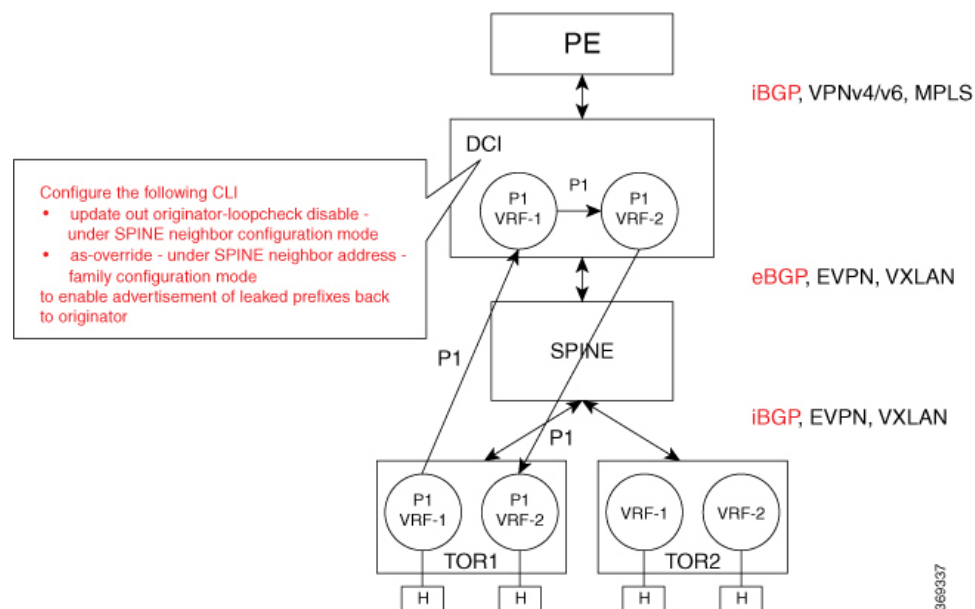 PE
iBGP, VPNv4/v6, MPLS
DCI
P1
VRF-1
P1
P1
VRF-2
Configure the following CLI
• update out originator-loopcheck disable -
under SPINE neighbor configuration mode
• as-override - under SPINE neighbor address -
family configuration mode
to enable advertisement of leaked prefixes back
to originator
eBGP, EVPN, VXLAN
SPINE
P1
iBGP, EVPN, VXLAN
P1
P1
VRF-1
P1
VRF-2
TOR1
VRF-1
VRF-2
TOR2
H
H
H
H
369337